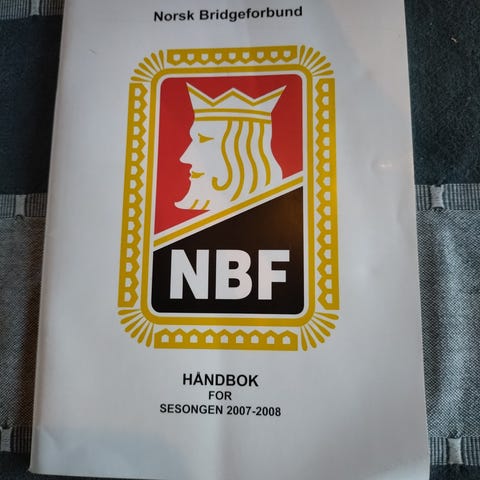 Norsk Bridgeforbund
NBF
HÅNDBOK
FOR
SESONGEN 2007-2008